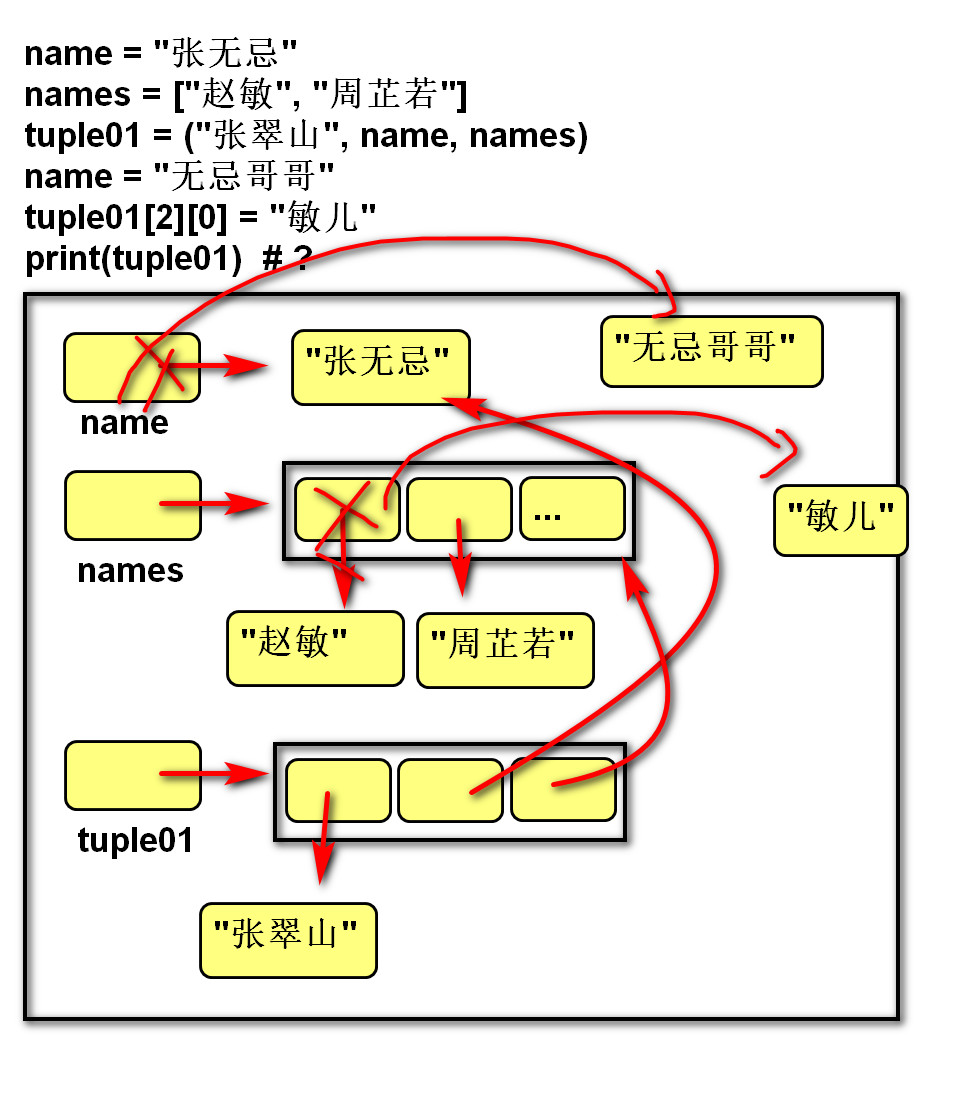 name = "张无忌"
names = ["赵敏", "周芷若"]
tuple01 = ("张翠山", name, names)
name = "无忌哥哥"
tuple01[2][0] = "敏儿"
print(tuple01)  # ?
"张无忌"
"无忌哥哥"
name
...
"敏儿"
names
"赵敏"
"周芷若"
tuple01
"张翠山"